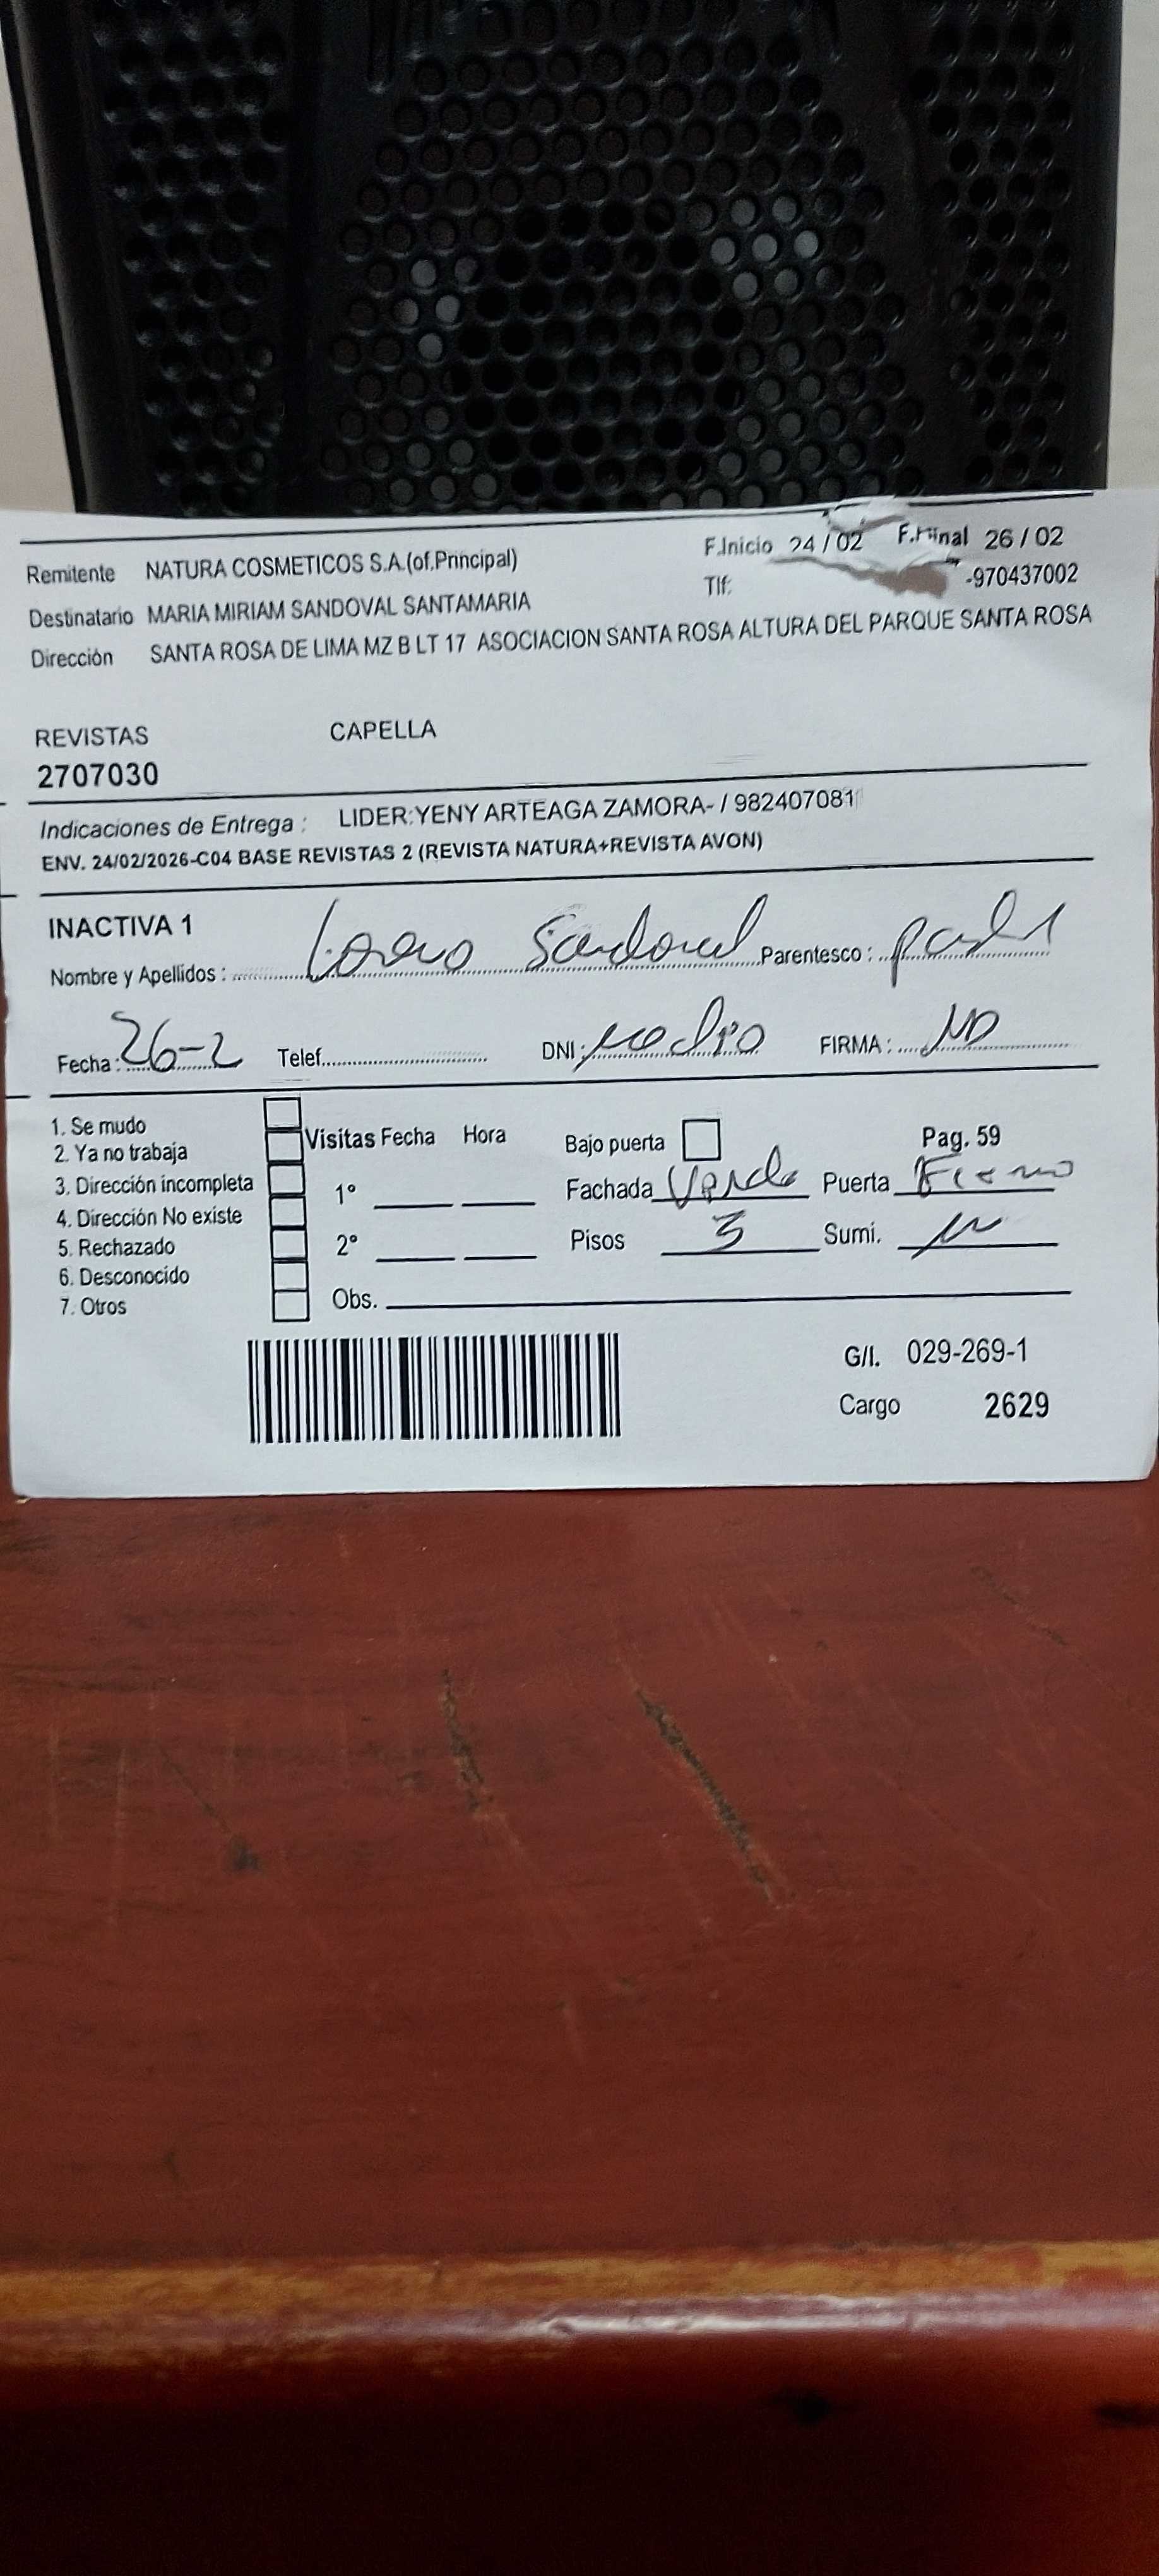 F.Inicio 24 / 02 F.Final 26 / 02
Remitente NATURA COSMETICOS S.A.(of.Principal)
Tlf: -970437002
Destinatario MARIA MIRIAM SANDOVAL SANTAMARIA
Dirección SANTA ROSA DE LIMA MZ B LT 17 ASOCIACION SANTA ROSA ALTURA DEL PARQUE SANTA ROSA
REVISTAS CAPELLA
2707030
Indicaciones de Entrega : LIDER:YENY ARTEAGA ZAMORA- / 982407081
ENV. 24/02/2026-C04 BASE REVISTAS 2 (REVISTA NATURA+REVISTA AVON)
INACTIVA 1
Nombre y Apellidos : Sandoval Parentesco :
Fecha : 26-2 Telef. DNI : FIRMA :
1. Se mudo
2. Ya no trabaja
3. Dirección incompleta
4. Dirección No existe
5. Rechazado
6. Desconocido
7. Otros
Visitas Fecha Hora
1°
2°
Obs.
Bajo puerta Pag. 59
Fachada Verde Puerta Fierro
Pisos 3 Sumi.
G/I. 029-269-1
Cargo 2629